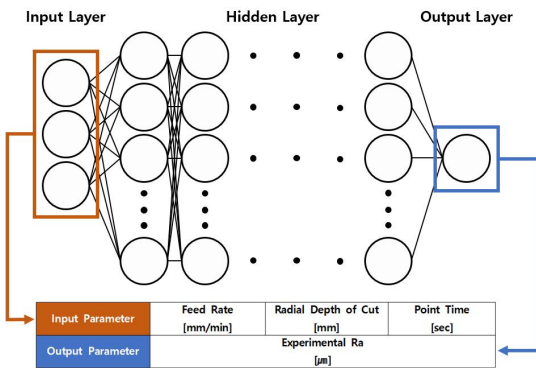 Input Layer Hidden Layer Output Layer
Input Parameter Feed Rate [mm/min] Radial Depth of Cut [mm] Point Time [sec]
Output Parameter Experimental Ra [㎛]